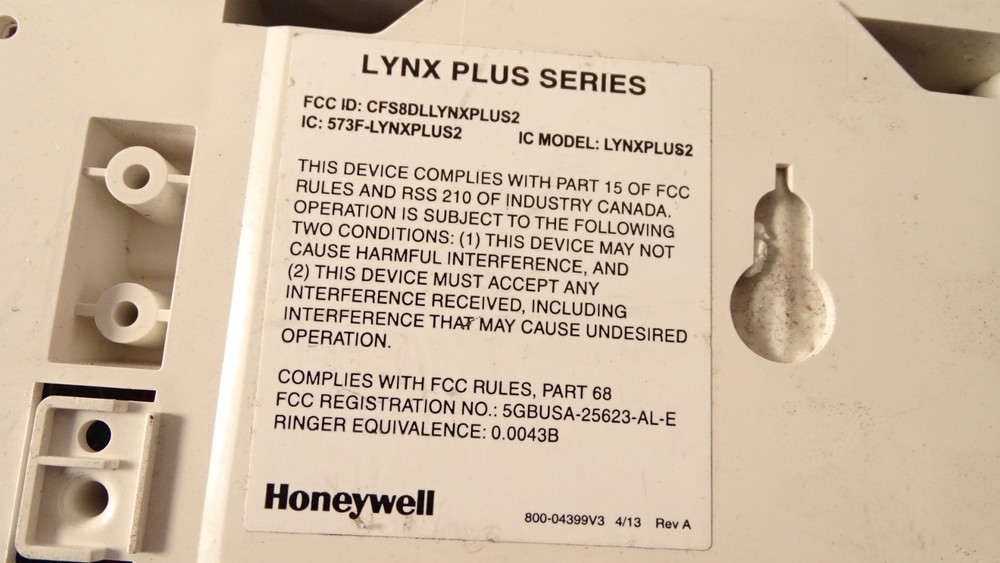 LYNX PLUS SERIES
FCC ID: CFS8DLLYNXPLUS2
IC: 573F-LYNXPLUS2 IC MODEL: LYNXPLUS2
THIS DEVICE COMPLIES WITH PART 15 OF FCC
RULES AND RSS 210 OF INDUSTRY CANADA.
OPERATION IS SUBJECT TO THE FOLLOWING
TWO CONDITIONS: (1) THIS DEVICE MAY NOT
CAUSE HARMFUL INTERFERENCE, AND
(2) THIS DEVICE MUST ACCEPT ANY
INTERFERENCE RECEIVED, INCLUDING
INTERFERENCE THAT MAY CAUSE UNDESIRED
OPERATION.
COMPLIES WITH FCC RULES, PART 68
FCC REGISTRATION NO.: 5GBUSA-25623-AL-E
RINGER EQUIVALENCE: 0.0043B
Honeywell
800-04399V3 4/13 Rev A